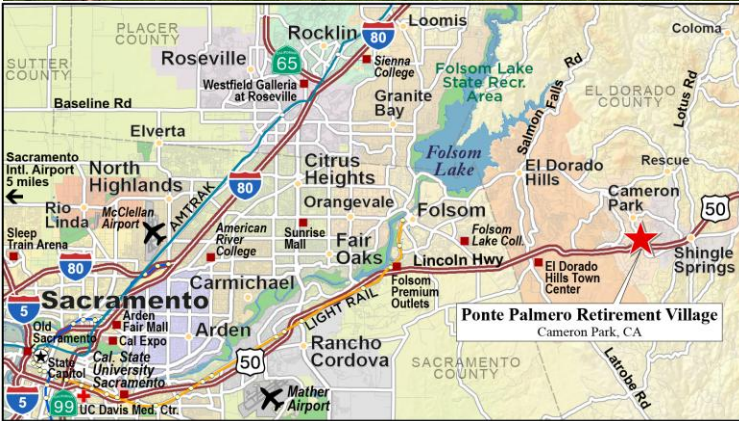 PLACER
COUNTY
Rocklin
80
Loomis
Coloma
65
Roseville
Sienna
College
SUTTER
COUNTY
Westfield Galleria
at Roseville
Folsom Lake
State Recr.
Area
Salmon Falls Rd
EL DORADO
COUNTY
Lotus Rd
Baseline Rd
Granite
Bay
Elverta
Sacramento
Intl. Airport
5 miles
North
Highlands
80
Citrus
Heights
Folsom
Lake
El Dorado
Hills
Rescue
Cameron
Park
50
Rio
Linda
McClellan
Airport
AMTRAK
Orangevale
Folsom
Sleep
Train Arena
American
River
College
Sunrise
Mall
Fair
Oaks
Folsom
Lake Coll.
Shingle
Springs
80
Lincoln Hwy
El Dorado
Hills Town
Center
Carmichael
Folsom
Premium
Outlets
5
Sacramento
LIGHT RAIL
Ponte Palmero Retirement Village
Cameron Park, CA
Old
Sacramento
Arden
Fair Mall
Arden
Cal Expo
State
Capitol
Cal. State
University
Sacramento
50
Rancho
Cordova
SACRAMENTO
COUNTY
Latrobe Rd
5
99
UC Davis Med. Ctr.
Mather
Airport